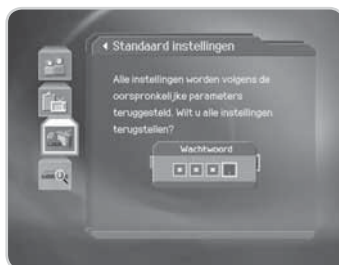 Standaard instellingen
Alle instellingen worden volgens de
oorspronkelijke parameters
teruggesteld. Wilt u alle instellingen
terugstellen?
Wachtwoord